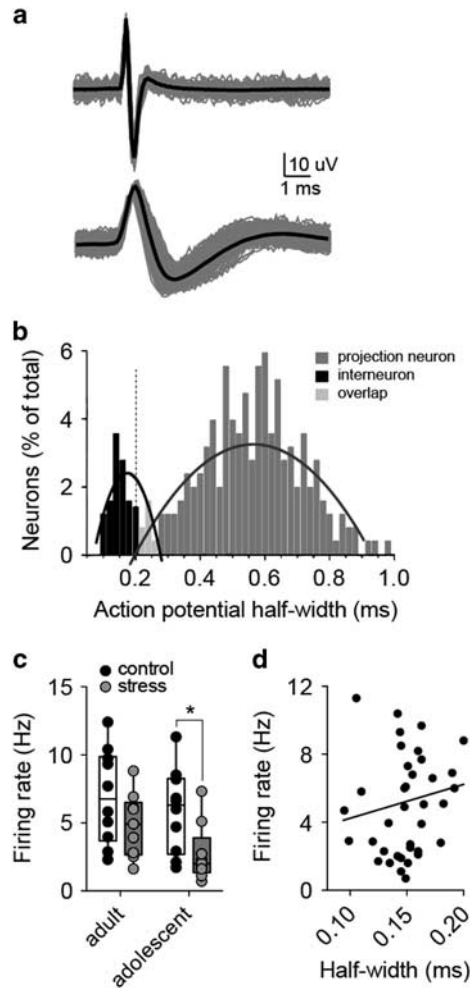 a
10 uV
1 ms
b
Neurons (% of total)
6
4
2
0
projection neuron
interneuron
overlap
0.2 0.4 0.6 0.8 1.0
Action potential half-width (ms)
c
control
stress
Firing rate (Hz)
15
10
5
0
*
adult
adolescent
d
Firing rate (Hz)
12
8
4
0
0.10 0.15 0.20
Half-width (ms)